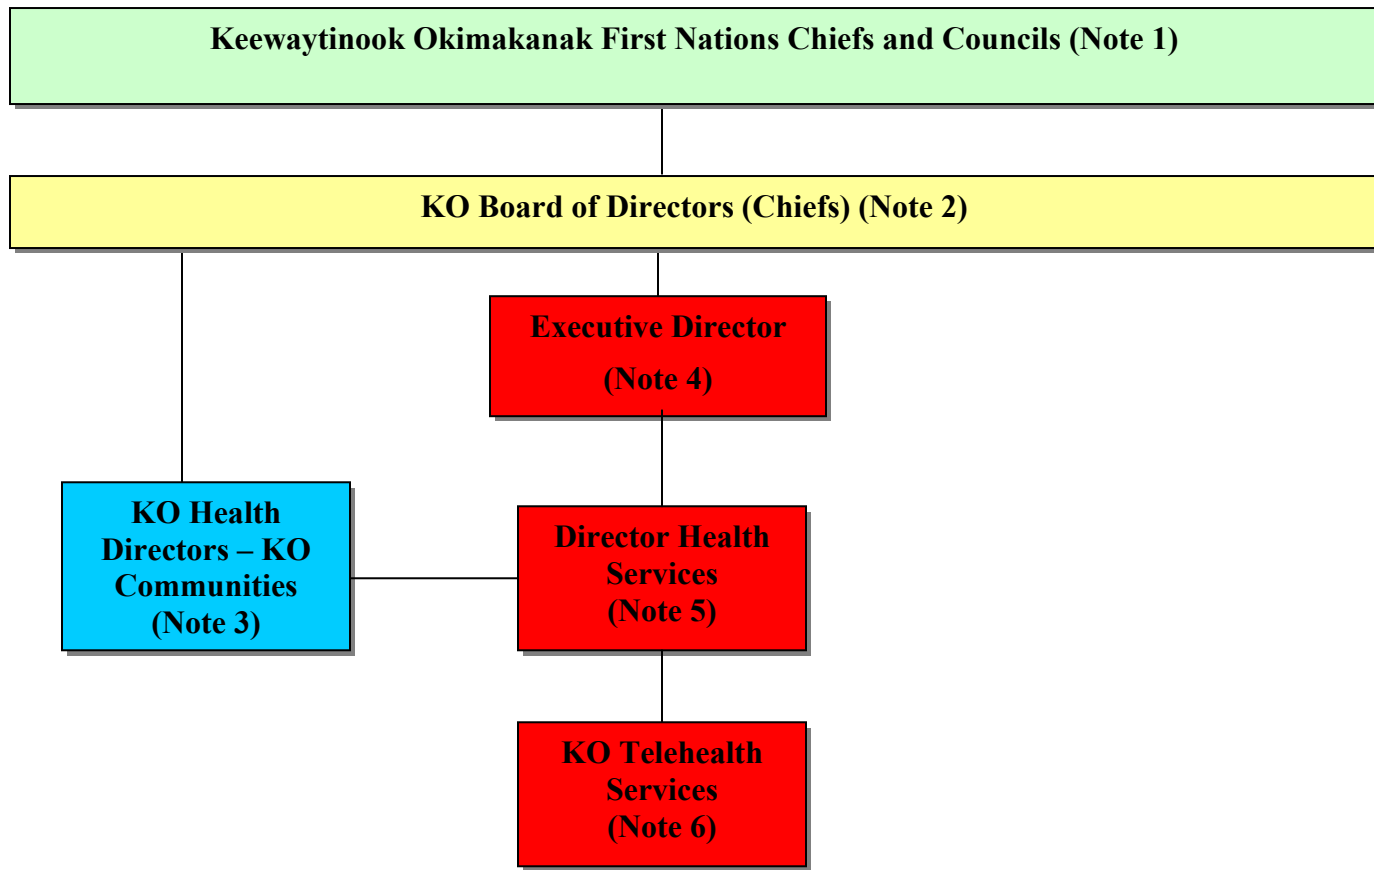 Keewaytinook Okimakanak First Nations Chiefs and Councils (Note 1)
KO Board of Directors (Chiefs) (Note 2)
Executive Director
(Note 4)
KO Health
Directors – KO
Communities
(Note 3)
Director Health
Services
(Note 5)
KO Telehealth
Services
(Note 6)